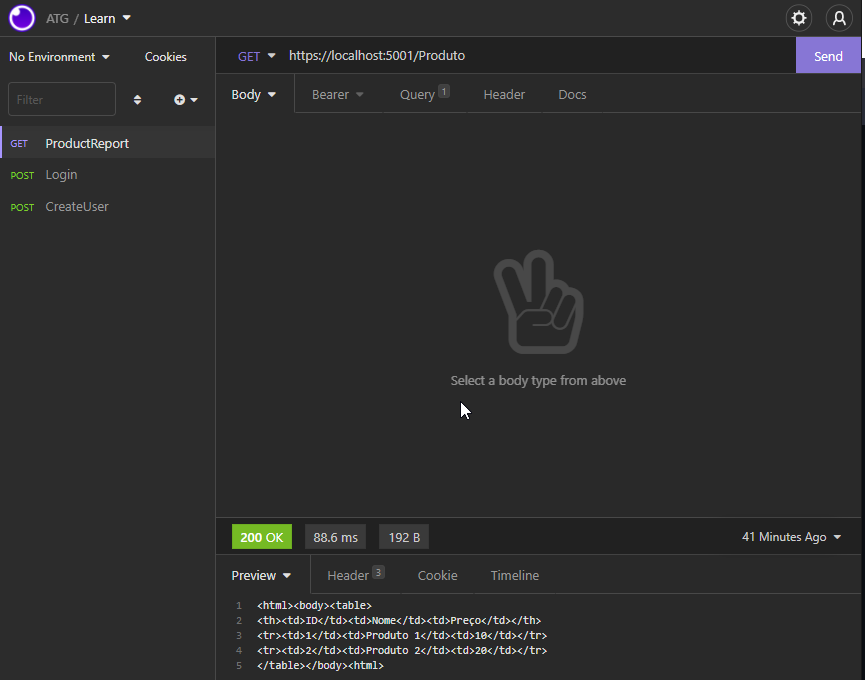 ATG / Learn
No Environment Cookies
GET https://localhost:5001/Produto Send
Filter
Body Bearer Query 1 Header Docs
GET ProductReport
POST Login
POST CreateUser
Select a body type from above
200 OK 88.6 ms 192 B 41 Minutes Ago
Preview Header 3 Cookie Timeline
1 <html><body><table>
2 <th><td>ID</td><td>Nome</td><td>Preço</td></th>
3 <tr><td>1</td><td>Produto 1</td><td>10</td></tr>
4 <tr><td>2</td><td>Produto 2</td><td>20</td></tr>
5 </table></body><html>